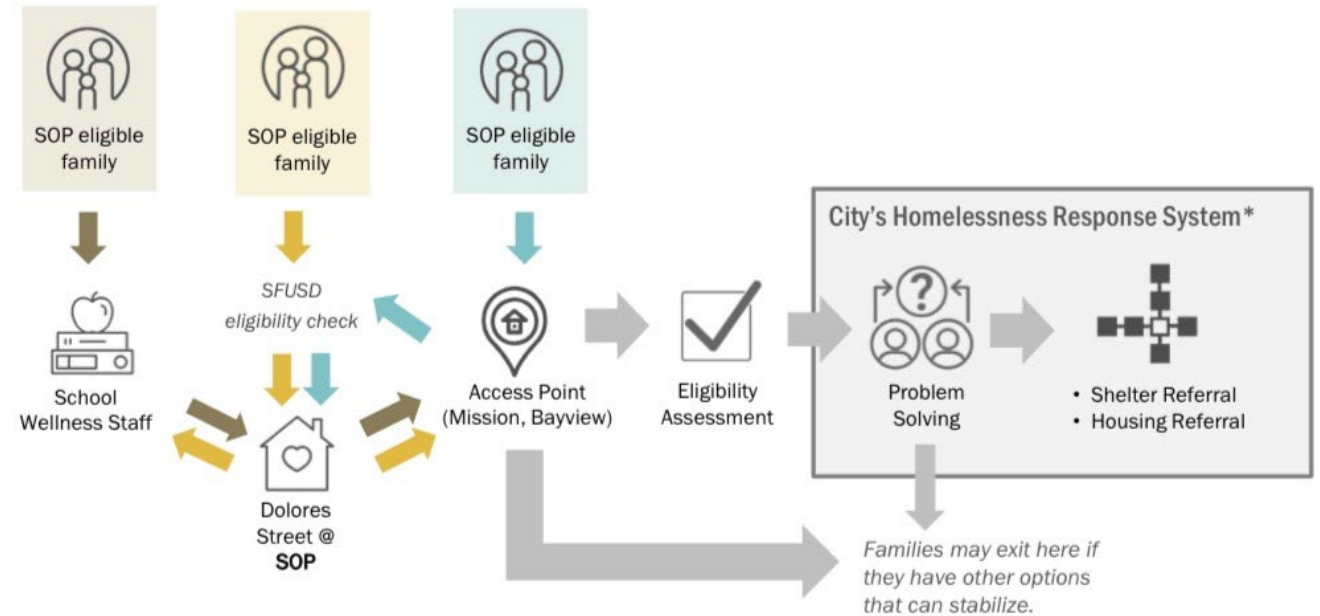 SOP eligible
family
SOP eligible
family
SOP eligible
family
City's Homelessness Response System*
SFUSD
eligibility check
School
Wellness Staff
Access Point
(Mission, Bayview)
Eligibility
Assessment
Problem
Solving
• Shelter Referral
• Housing Referral
Dolores
Street @
SOP
Families may exit here if
they have other options
that can stabilize.